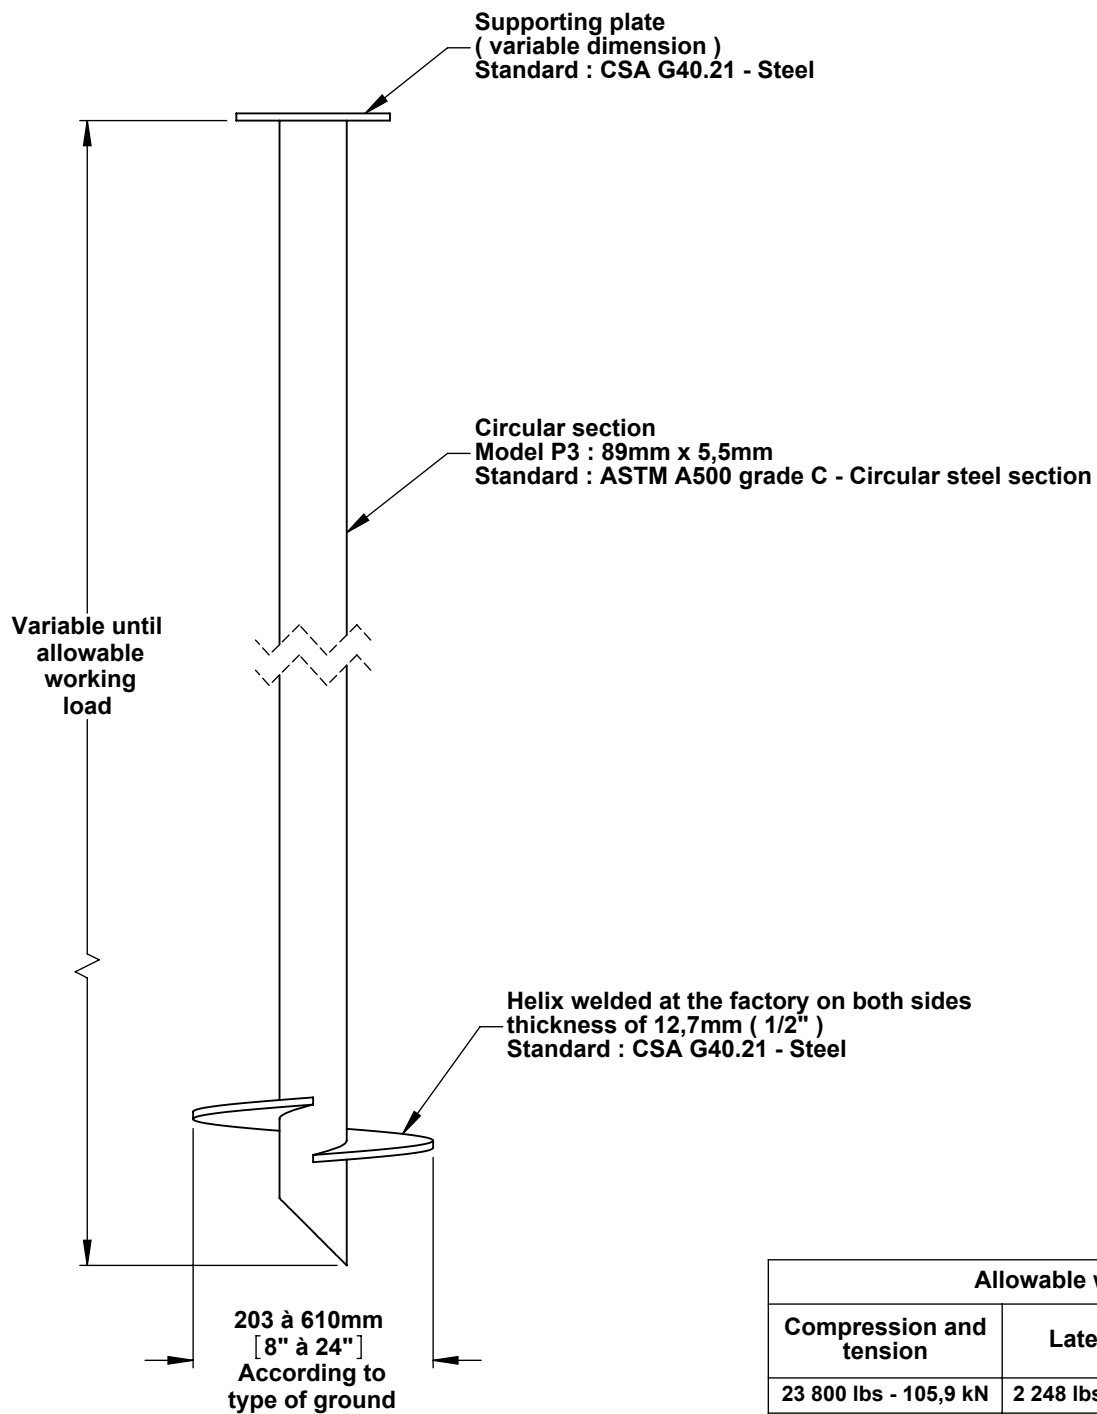 Supporting plate
( variable dimension )
Standard : CSA G40.21 - Steel
Circular section
Model P3 : 89mm x 5,5mm
Standard : ASTM A500 grade C - Circular steel section
Variable until
allowable
working
load
Helix welded at the factory on both sides
thickness of 12,7mm ( 1/2" )
Standard : CSA G40.21 - Steel
203 à 610mm
[8" à 24"]
According to
type of ground
Allowable
Compression and
tension
23 800 lbs - 105,9 kN
2 248 lbs